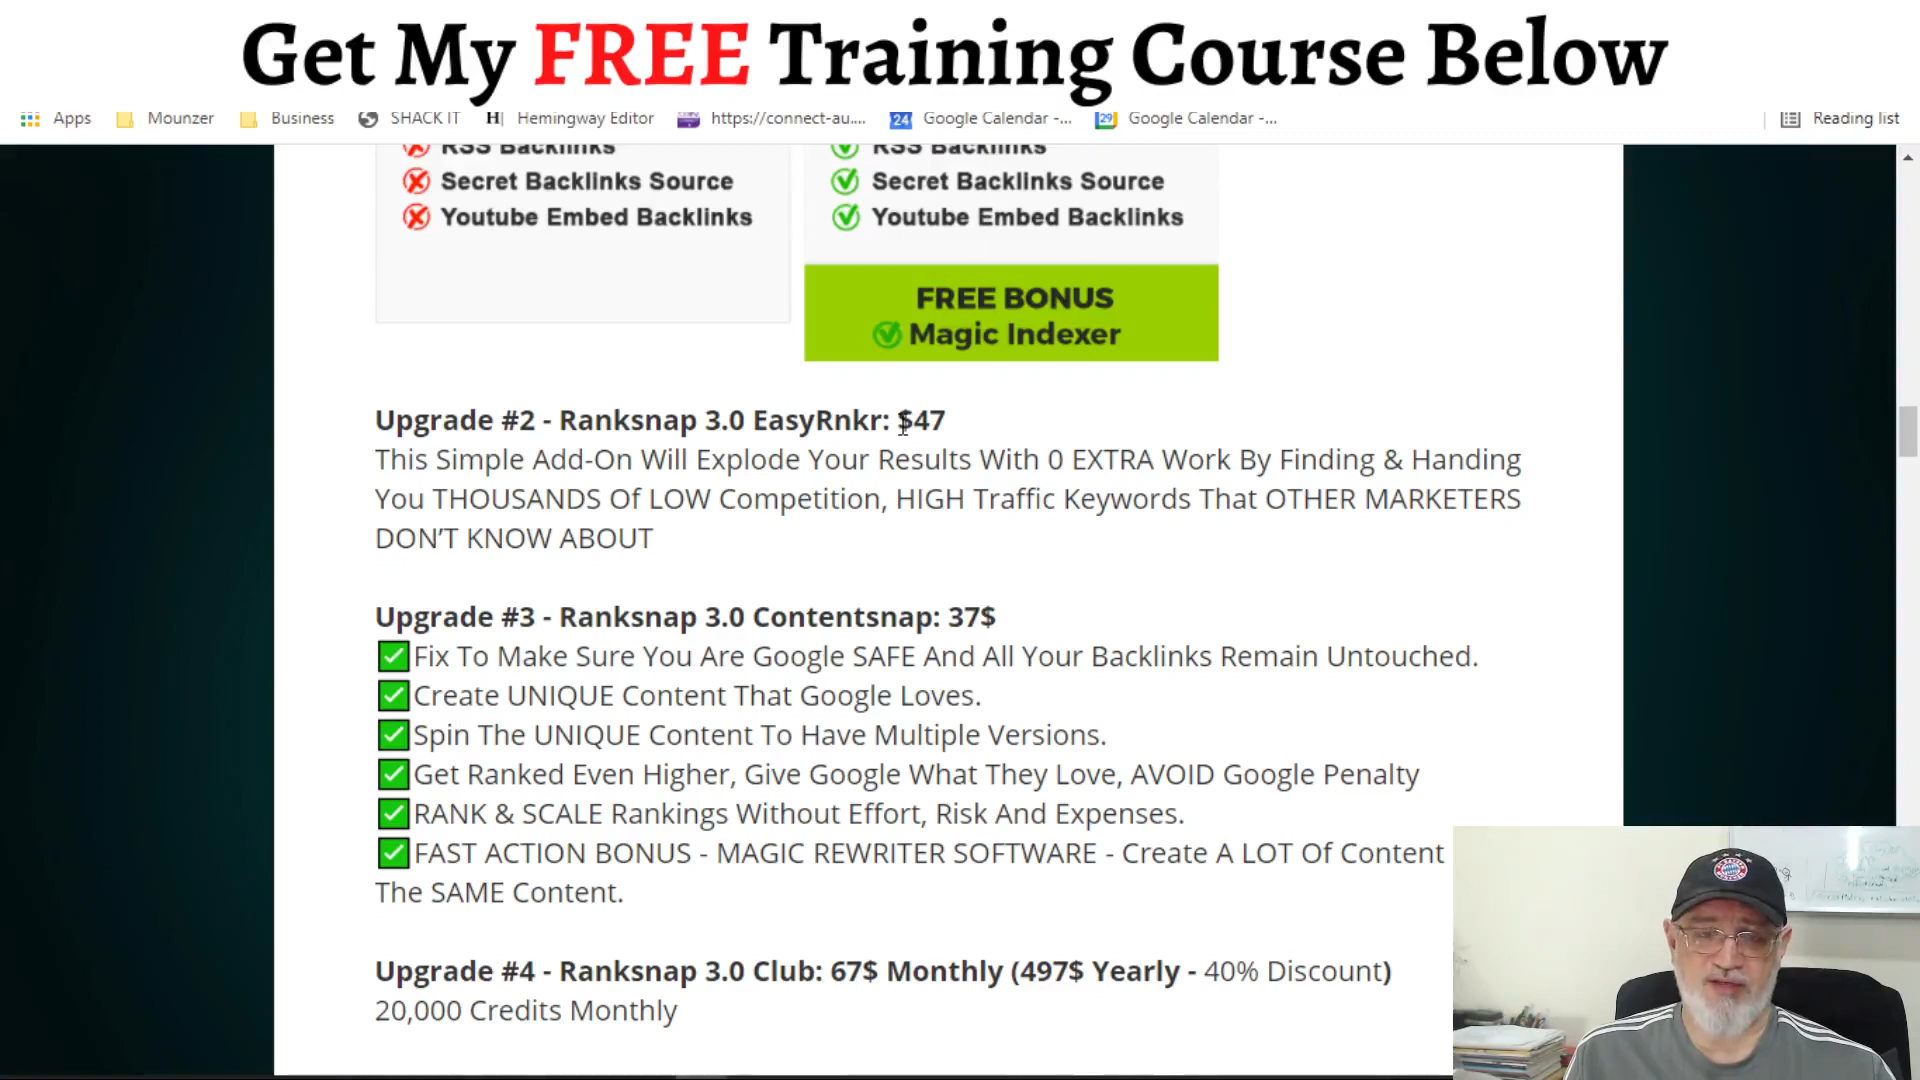 Get My FREE Training Course Below
Apps Mounzer Business SHACK IT Hemingway Editor https://connect-au.... Google Calendar -... Google Calendar -... Reading list
RSS Backlinks
Secret Backlinks Source
Youtube Embed Backlinks
RSS Backlinks
Secret Backlinks Source
Youtube Embed Backlinks
FREE BONUS
Magic Indexer
Upgrade #2 - Ranksnap 3.0 EasyRnkr: $47
This Simple Add-On Will Explode Your Results With 0 EXTRA Work By Finding & Handing
You THOUSANDS Of LOW Competition, HIGH Traffic Keywords That OTHER MARKETERS
DON’T KNOW ABOUT
Upgrade #3 - Ranksnap 3.0 Contentsnap: 37$
Fix To Make Sure You Are Google SAFE And All Your Backlinks Remain Untouched.
Create UNIQUE Content That Google Loves.
Spin The UNIQUE Content To Have Multiple Versions.
Get Ranked Even Higher, Give Google What They Love, AVOID Google Penalty
RANK & SCALE Rankings Without Effort, Risk And Expenses.
FAST ACTION BONUS - MAGIC REWRITER SOFTWARE - Create A LOT Of Content
The SAME Content.
Upgrade #4 - Ranksnap 3.0 Club: 67$ Monthly (497$ Yearly - 40% Discount)
20,000 Credits Monthly